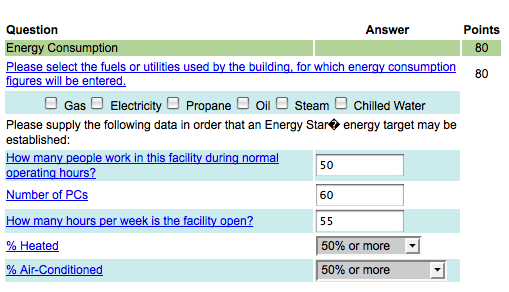 Question Answer Points
Energy Consumption 80
Please select the fuels or utilities used by the building, for which energy consumption
figures will be entered. 80
Gas Electricity Propane Oil Steam Chilled Water
Please supply the following data in order that an Energy Star� energy target may be
established:
How many people work in this facility during normal
operating hours? 50
Number of PCs 60
How many hours per week is the facility open? 55
% Heated 50% or more
% Air-Conditioned 50% or more